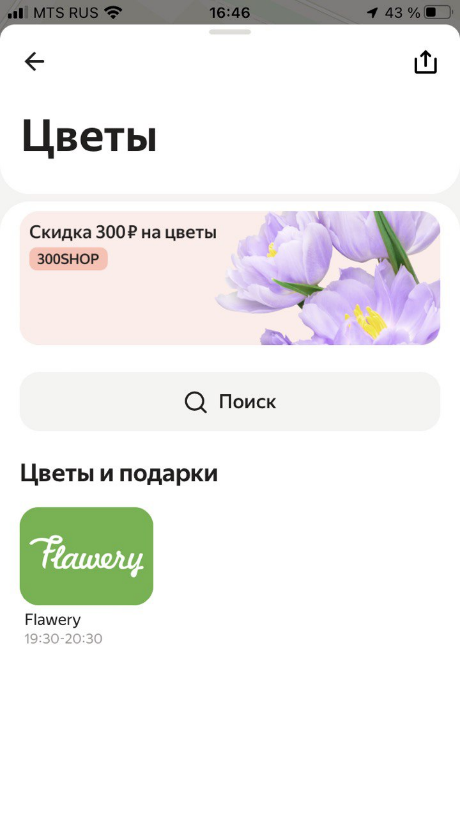 MTS RUS 16:46 43 %
Цветы
Скидка 300 ₽ на цветы
300SHOP
Поиск
Цветы и подарки
Flawery
Flawery
19:30-20:30